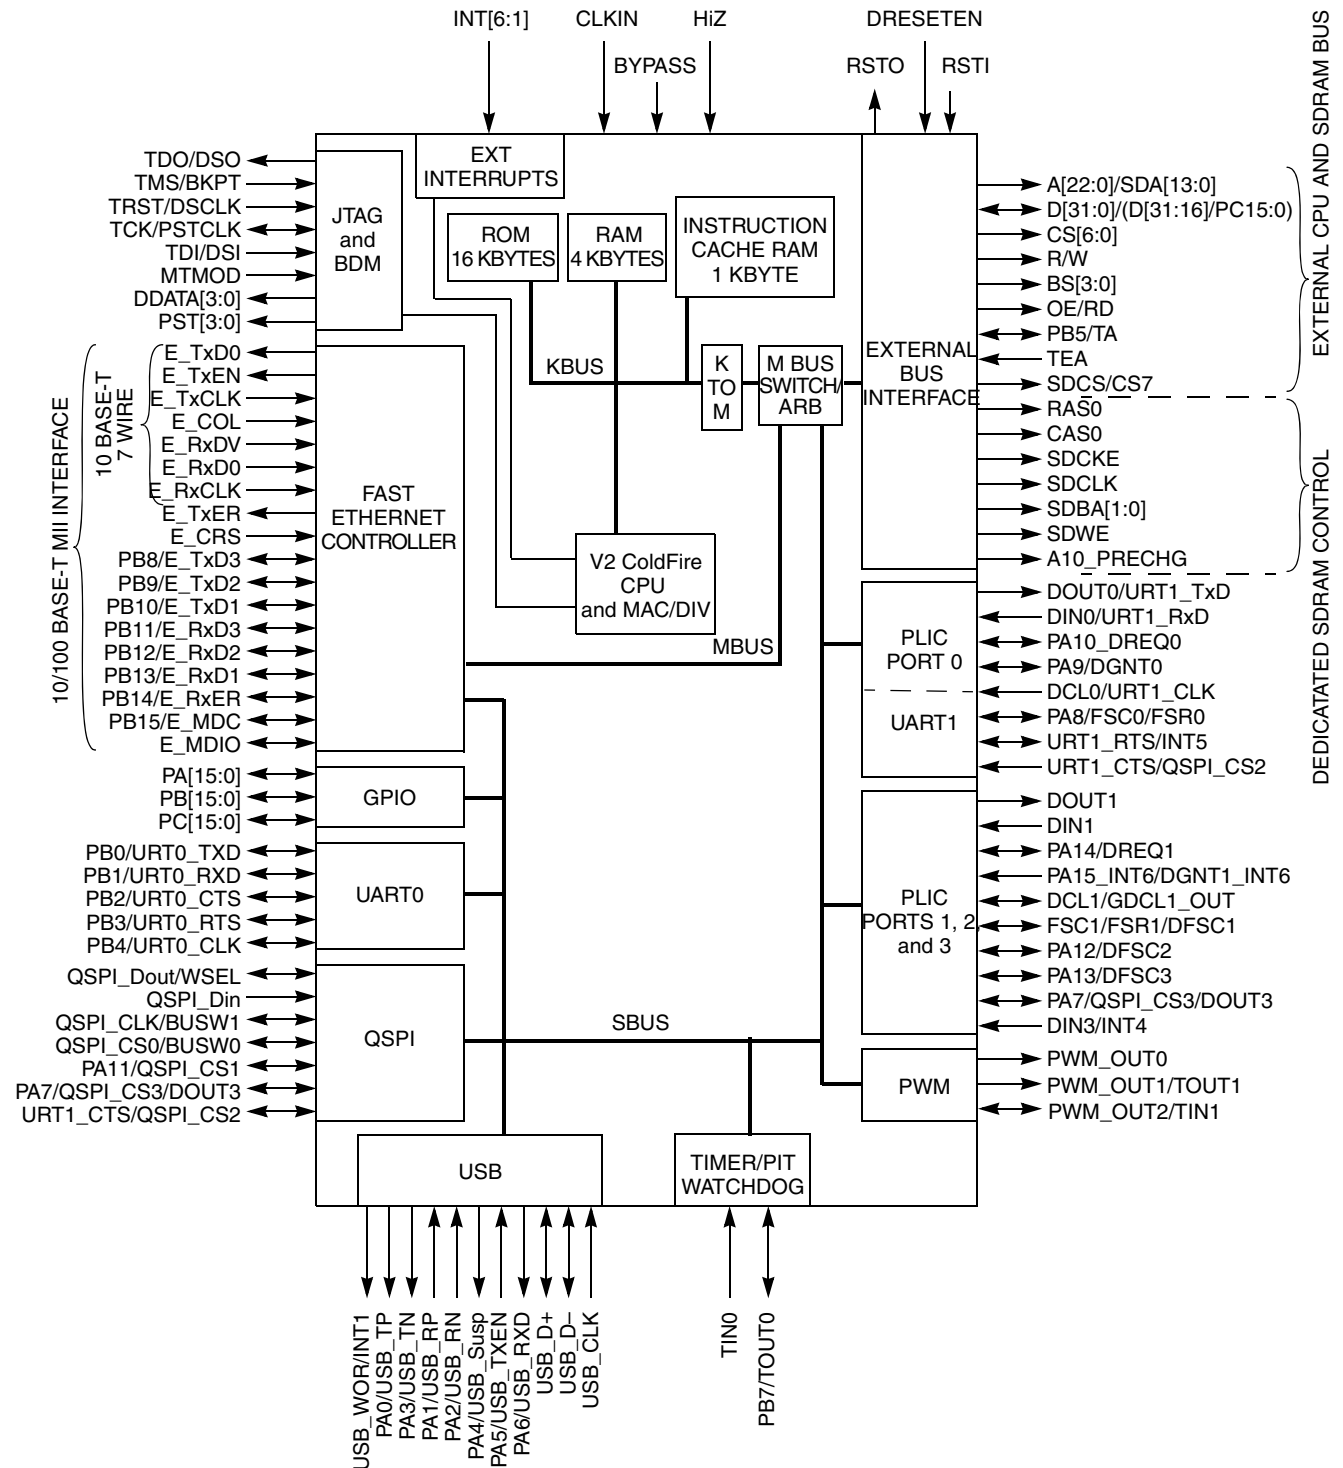 INT[6:1]
CLKIN
HiZ
DRESETEN
BYPASS
RSTO
RSTI
EXTERNAL CPU AND SDRAM BUS
DEDICATATED SDRAM CONTROL
TDO/DSO
TMS/BKPT
TRST/DSCLK
TCK/PSTCLK
TDI/DSI
MTMOD
DDATA[3:0]
PST[3:0]
10/100 BASE-T MII INTERFACE
10 BASE-T
7 WIRE
E_TxD0
E_TxEN
E_TxCLK
E_COL
E_RxDV
E_RxD0
E_RxCLK
E_TxER
E_CRS
PB8/E_TxD3
PB9/E_TxD2
PB10/E_TxD1
PB11/E_RxD3
PB12/E_RxD2
PB13/E_RxD1
PB14/E_RxER
PB15/E_MDC
E_MDIO
PA[15:0]
PB[15:0]
PC[15:0]
PB0/URT0_TXD
PB1/URT0_RXD
PB2/URT0_CTS
PB3/URT0_RTS
PB4/URT0_CLK
QSPI_Dout/WSEL
QSPI_Din
QSPI_CLK/BUSW1
QSPI_CS0/BUSW0
PA11/QSPI_CS1
PA7/QSPI_CS3/DOUT3
URT1_CTS/QSPI_CS2
JTAG
and
BDM
EXT
INTERRUPTS
ROM
16 KBYTES
RAM
4 KBYTES
INSTRUCTION
CACHE RAM
1 KBYTE
KBUS
K
TO
M
M BUS
SWITCH/
ARB
EXTERNAL
BUS
INTERFACE
FAST
ETHERNET
CONTROLLER
V2 ColdFire
CPU
and MAC/DIV
MBUS
PLIC
PORT 0
UART1
GPIO
UART0
PLIC
PORTS 1, 2,
and 3
QSPI
SBUS
PWM
USB
TIMER/PIT
WATCHDOG
A[22:0]/SDA[13:0]
D[31:0]/(D[31:16]/PC15:0)
CS[6:0]
R/W
BS[3:0]
OE/RD
PB5/TA
TEA
SDCS/CS7
RAS0
CAS0
SDCKE
SDCLK
SDBA[1:0]
SDWE
A10_PRECHG
DOUT0/URT1_TxD
DIN0/URT1_RxD
PA10_DREQ0
PA9/DGNT0
DCL0/URT1_CLK
PA8/FSC0/FSR0
URT1_RTS/INT5
URT1_CTS/QSPI_CS2
DOUT1
DIN1
PA14/DREQ1
PA15_INT6/DGNT1_INT6
DCL1/GDCL1_OUT
FSC1/FSR1/DFSC1
PA12/DFSC2
PA13/DFSC3
PA7/QSPI_CS3/DOUT3
DIN3/INT4
PWM_OUT0
PWM_OUT1/TOUT1
PWM_OUT2/TIN1
USB_WOR/INT1
PA0/USB_TP
PA3/USB_TN
PA1/USB_RP
PA2/USB_RN
PA4/USB_Susp
PA5/USB_TXEN
PA6/USB_RXD
USB_D+
USB_D–
USB_CLK
TIN0
PB7/TOUT0